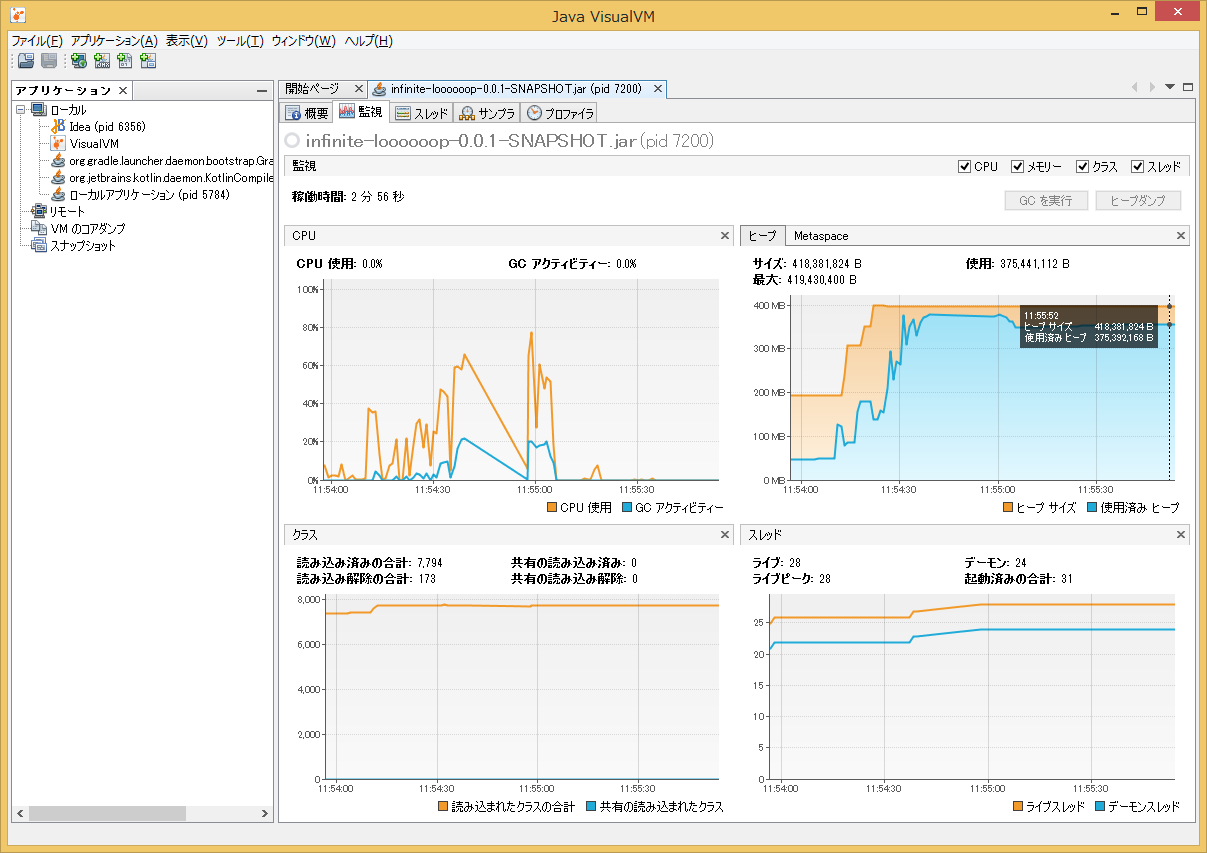 Java VisualVM
ファイル(F) アプリケーション(A) 表示(V) ツール(T) ウィンドウ(W) ヘルプ(H)
アプリケーション
ローカル
Idea (pid 6356)
VisualVM
org.gradle.launcher.daemon.bootstrap.Gra
org.jetbrains.kotlin.daemon.KotlinCompile
ローカルアプリケーション (pid 5784)
リモート
VM のコアダンプ
スナップショット
開始ページ infinite-loooooop-0.0.1-SNAPSHOT.jar (pid 7200)
概要 監視 スレッド サンプラ プロファイラ
infinite-loooooop-0.0.1-SNAPSHOT.jar (pid 7200)
監視 CPU メモリー クラス スレッド
稼働時間: 2 分 56 秒
GC を実行 ヒープダンプ
CPU
CPU 使用: 0.0% GC アクティビティー: 0.0%
100%
80%
60%
40%
20%
0%
11:54:00 11:54:30 11:55:00 11:55:30
CPU 使用 GC アクティビティー
ヒープ Metaspace
サイズ: 418,381,824 B 使用: 375,441,112 B
最大: 419,430,400 B
400 MB
11:55:52
ヒープ サイズ 418,381,824 B
使用済み ヒープ 375,392,168 B
300 MB
200 MB
100 MB
0 MB
11:54:00 11:54:30 11:55:00 11:55:30
ヒープ サイズ 使用済み ヒープ
クラス
読み込み済みの合計: 7,794 共有の読み込み済み: 0
読み込み解除の合計: 173 共有の読み込み解除: 0
8,000
6,000
4,000
2,000
0
11:54:00 11:54:30 11:55:00 11:55:30
読み込まれたクラスの合計 共有の読み込まれたクラス
スレッド
ライブ: 28 デーモン: 24
ライブピーク: 28 起動済みの合計: 31
25
20
15
10
5
0
11:54:00 11:54:30 11:55:00 11:55:30
ライブスレッド デーモンスレッド